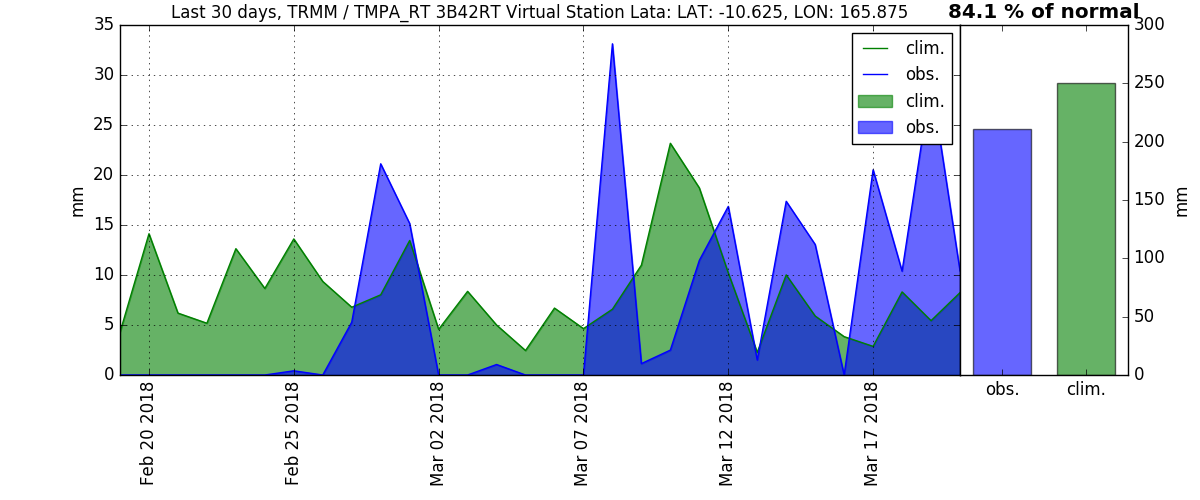 Last 30 days, TRMM / TMPA_RT 3B42RT Virtual Station Lata: LAT: -10.625, LON: 165.875
84.1 % of normal
35
30
25
20
15
10
5
0
mm
clim.
obs.
clim.
obs.
300
250
200
150
100
50
0
mm
obs.
clim.
Feb 20 2018
Feb 25 2018
Mar 02 2018
Mar 07 2018
Mar 12 2018
Mar 17 2018